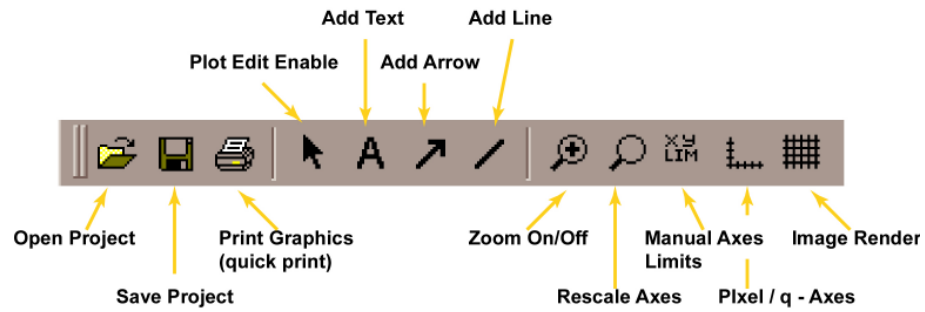 Add Text
Add Line
Plot Edit Enable
Add Arrow
A
XY
LIM
Open Project
Print Graphics
(quick print)
Zoom On/Off
Manual Axes
Limits
Image Render
Save Project
Rescale Axes
PIxel / q - Axes